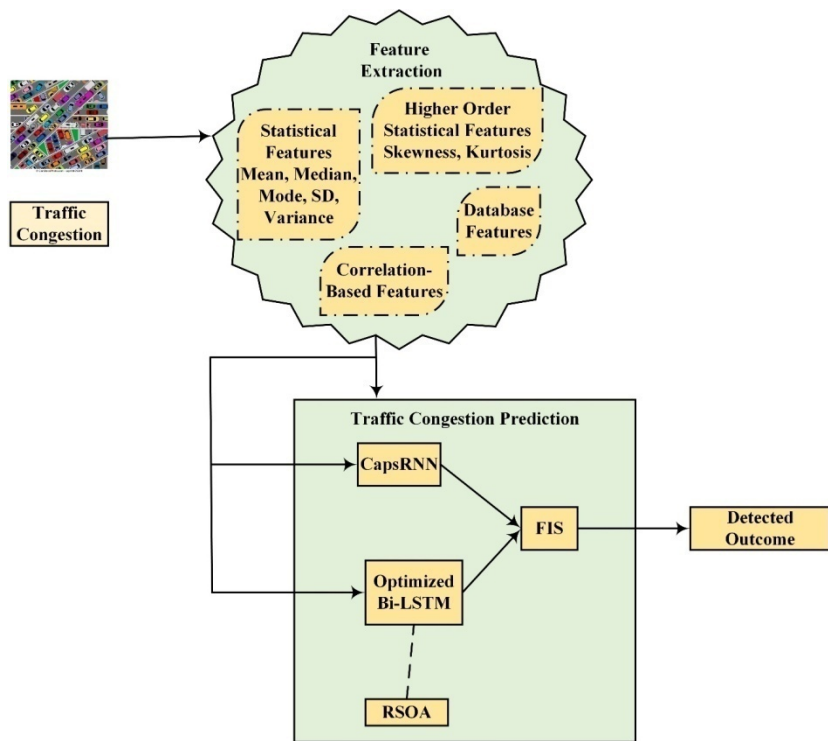 Feature
Extraction
Statistical
Features
Mean, Median,
Mode, SD,
Variance
Higher Order
Statistical Features
Skewness, Kurtosis
Database
Features
Correlation-
Based Features
Traffic
Congestion
Traffic Congestion Prediction
CapsRNN
FIS
Detected
Outcome
Optimized
Bi-LSTM
RSOA